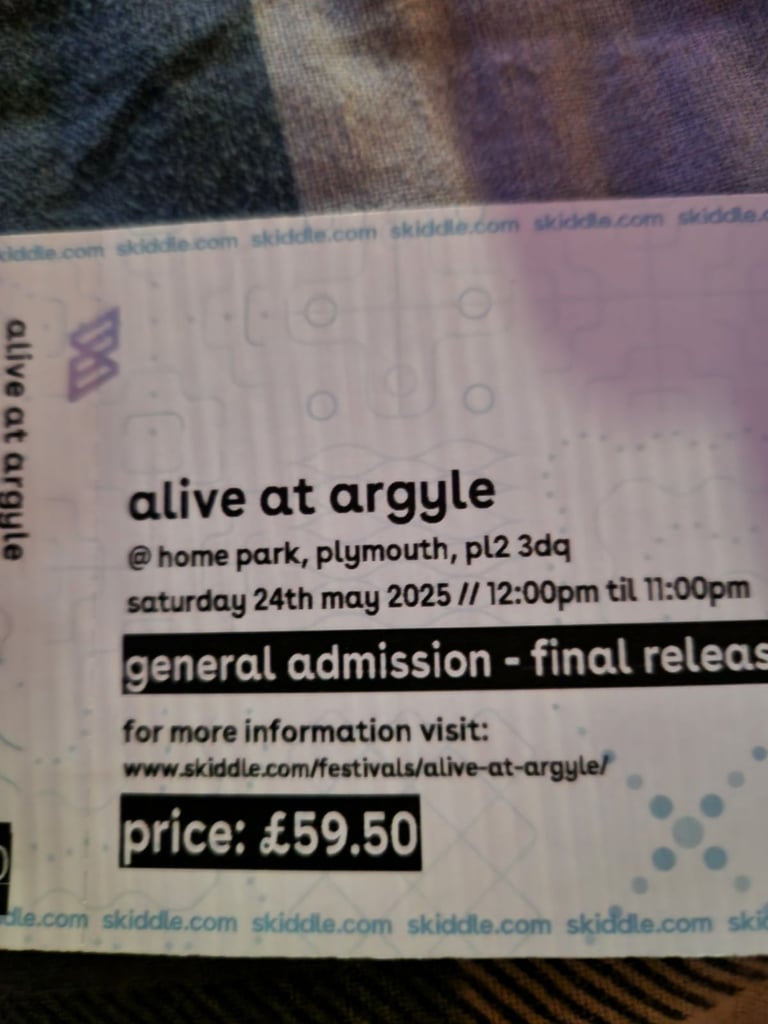 skiddle.com skiddle.com skiddle.com skiddle.com skiddle.com
alive at argyle
alive at argyle
@ home park, plymouth, pl2 3dq
saturday 24th may 2025 // 12:00pm til 11:00pm
general admission - final releas
for more information visit:
www.skiddle.com/festivals/alive-at-argyle/
price: £59.50
dle.com skiddle.com skiddle.com skiddle.com skiddle.com